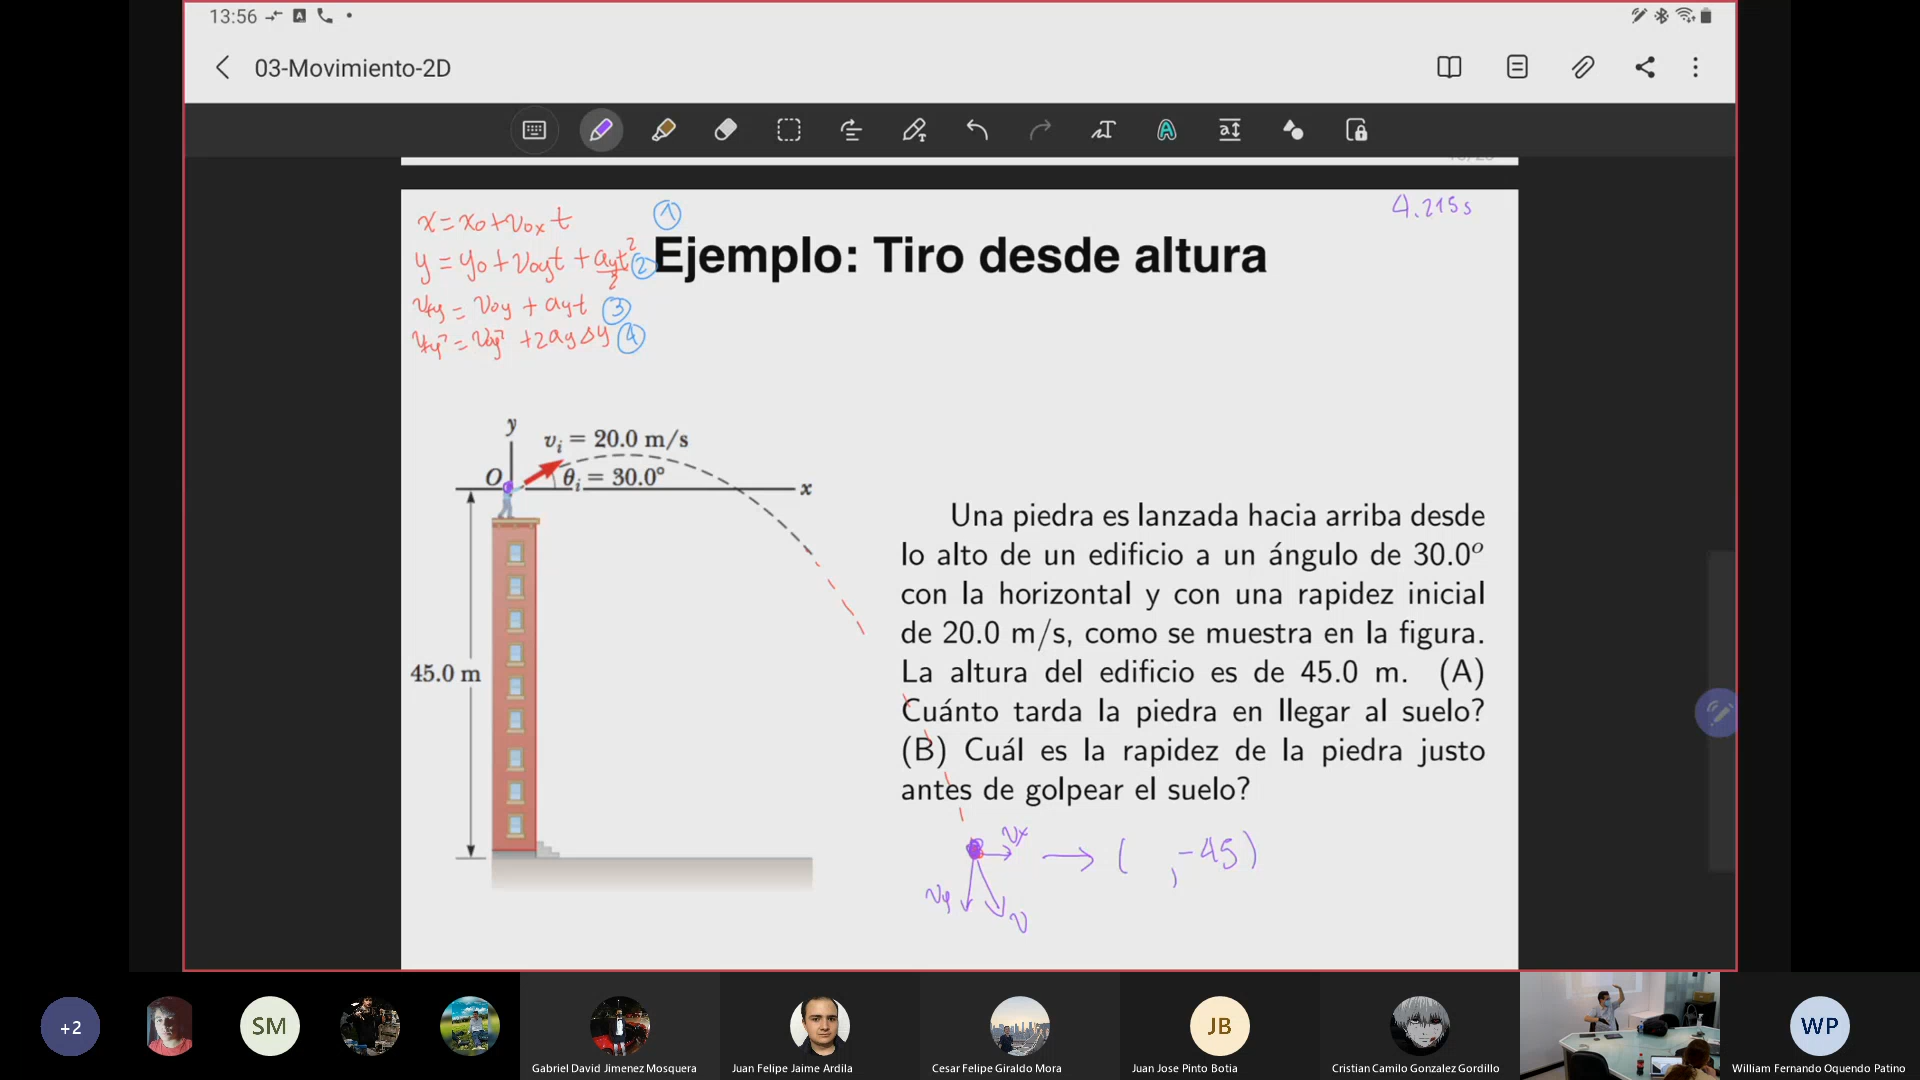 13:56
03-Movimiento-2D
4.215s
x = x0 + v0x t ①
y = y0 + v0y t + ayt²/2 ②
Ejemplo: Tiro desde altura
vfy = v0y + ay t ③
vfy² = v0y² + 2ay Δy ④
y
vi = 20.0 m/s
O
θi = 30.0°
x
45.0 m
Una piedra es lanzada hacia arriba desde
lo alto de un edificio a un ángulo de 30.0º
con la horizontal y con una rapidez inicial
de 20.0 m/s, como se muestra en la figura.
La altura del edificio es de 45.0 m. (A)
Cuánto tarda la piedra en llegar al suelo?
(B) Cuál es la rapidez de la piedra justo
antes de golpear el suelo?
vx
( , -45)
vy
v
+2
SM
JB
WP
Gabriel David Jimenez Mosquera
Juan Felipe Jaime Ardila
Cesar Felipe Giraldo Mora
Juan Jose Pinto Botia
Cristian Camilo Gonzalez Gordillo
William Fernando Oquendo Patino